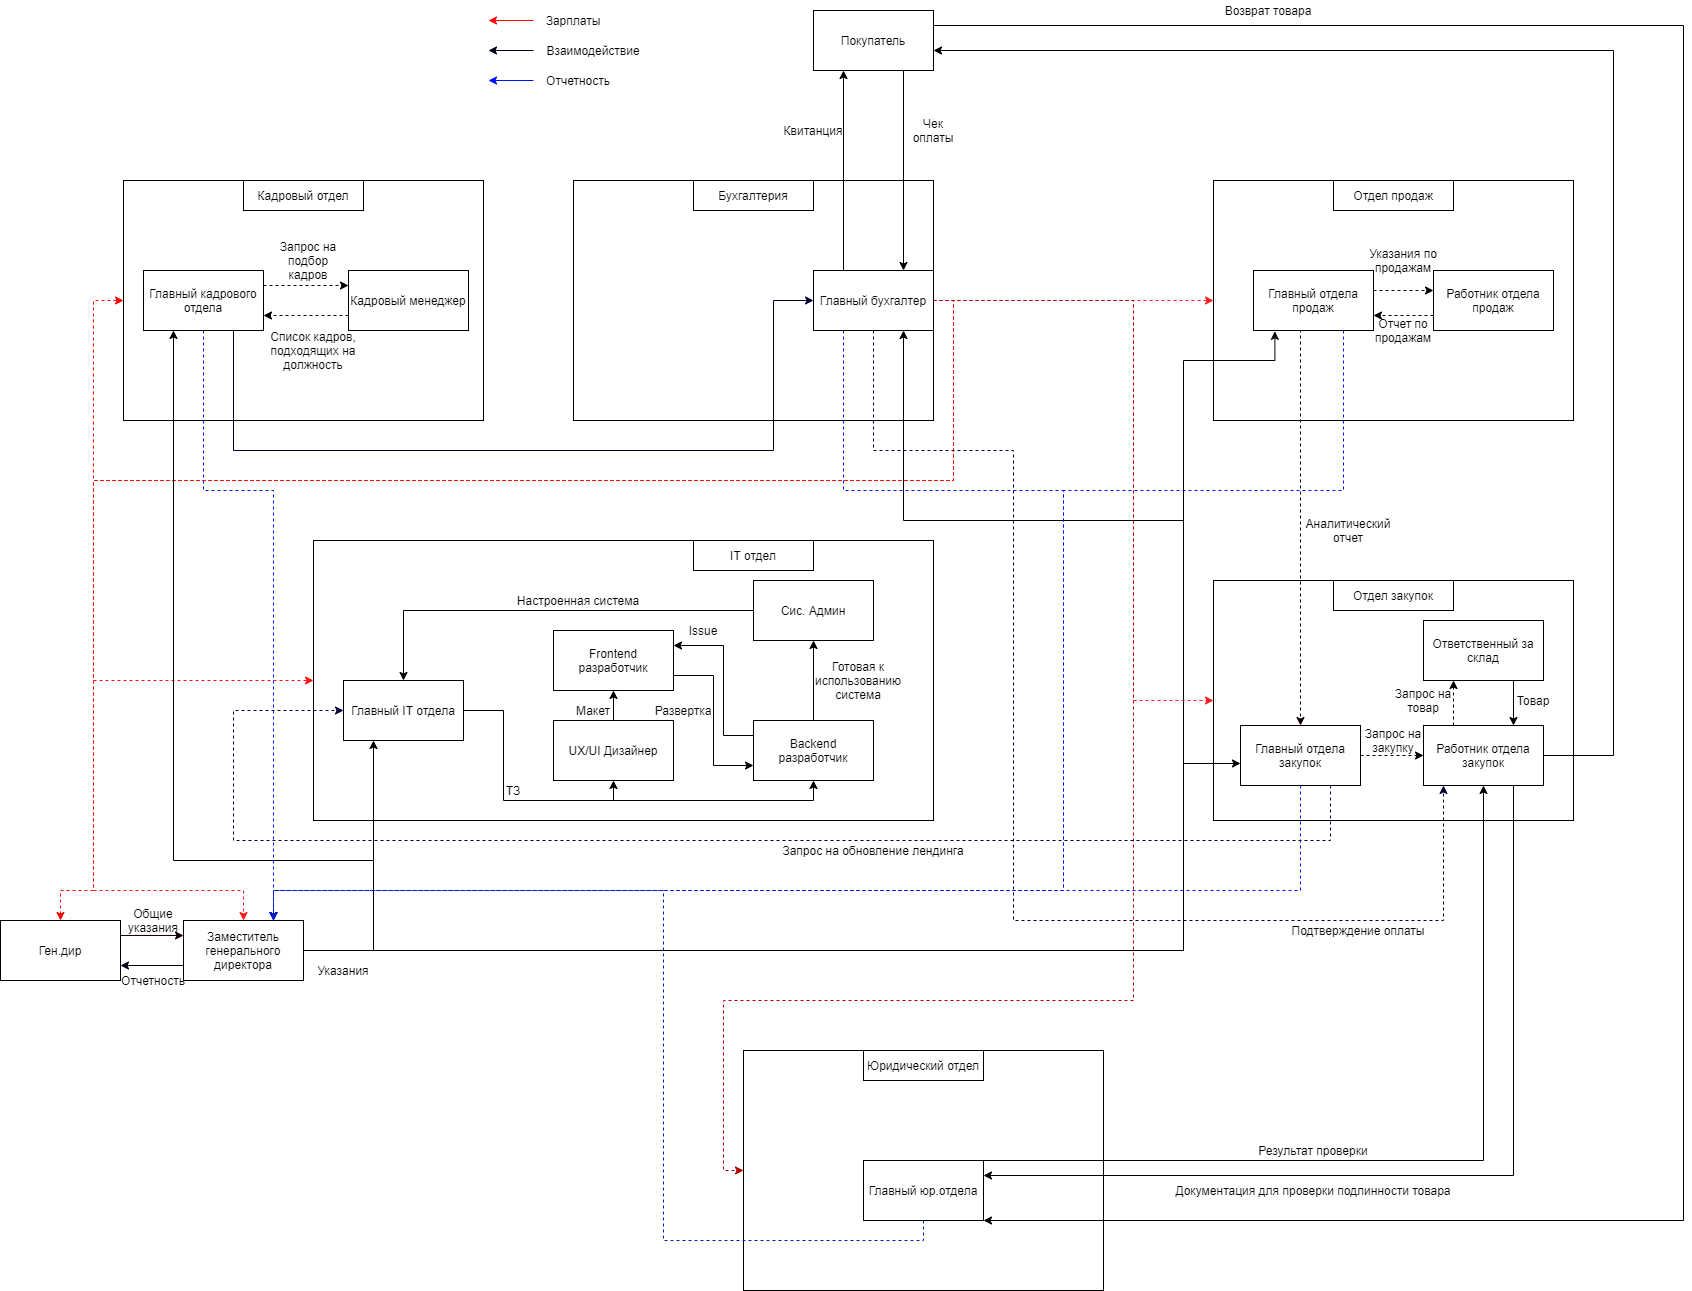 Возврат товара
Зарплаты
Взаимодействие
Отчетность
Покупатель
Квитанция
Чек
оплаты
Кадровый отдел
Запрос на
подбор
кадров
Главный кадрового
отдела
Кадровый менеджер
Список кадров,
подходящих на
должность
Бухгалтерия
Главный бухгалтер
Отдел продаж
Указания по
продажам
Главный отдела
продаж
Работник отдела
продаж
Отчет по
продажам
Аналитический
отчет
IT отдел
Настроенная система
Сис. Админ
Issue
Frontend
разработчик
Готовая к
использованию
система
Главный IT отдела
Макет
Развертка
UX/UI Дизайнер
Backend
разработчик
ТЗ
Отдел закупок
Ответственный за
склад
Запрос на
товар
Товар
Главный отдела
закупок
Запрос на
закупку
Работник отдела
закупок
Запрос на обновление лендинга
Ген.дир
Общие
указания
Отчетность
Заместитель
генерального
директора
Указания
Подтверждение оплаты
Юридический отдел
Главный юр.отдела
Результат проверки
Документация для проверки подлинности товара